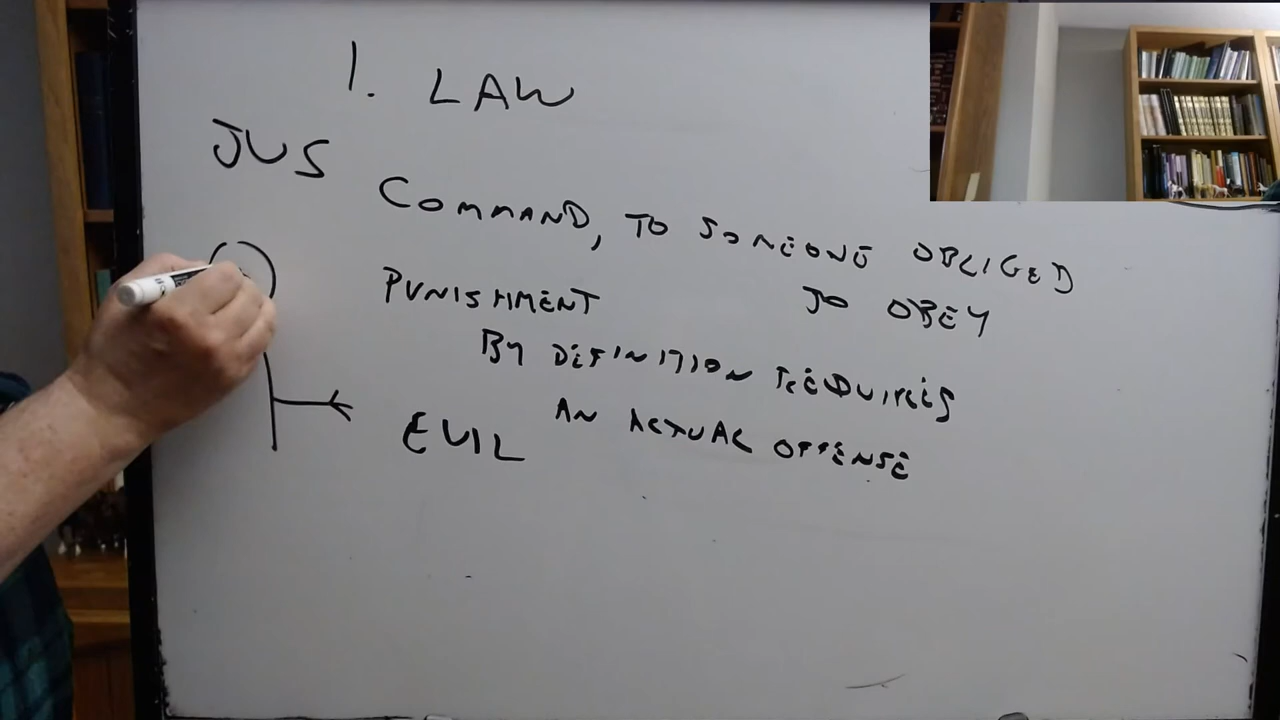 1. LAW
JUS
COMMAND, TO SOMEONE OBLIGED
TO OBEY
PUNISHMENT
BY DEFINITION REQUIRES
AN ACTUAL OFFENSE
EVIL